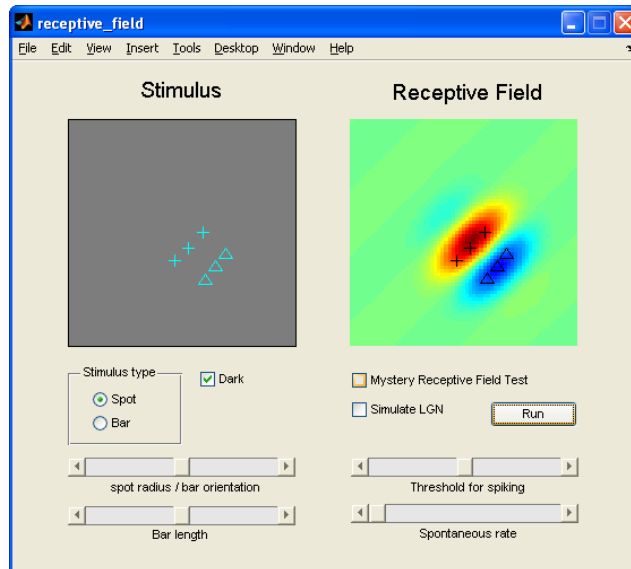 receptive_field
File Edit View Insert Tools Desktop Window Help
Stimulus
Receptive Field
Stimulus type
Spot
Bar
Dark
Mystery Receptive Field Test
Simulate LGN
Run
spot radius / bar orientation
Threshold for spiking
Bar length
Spontaneous rate